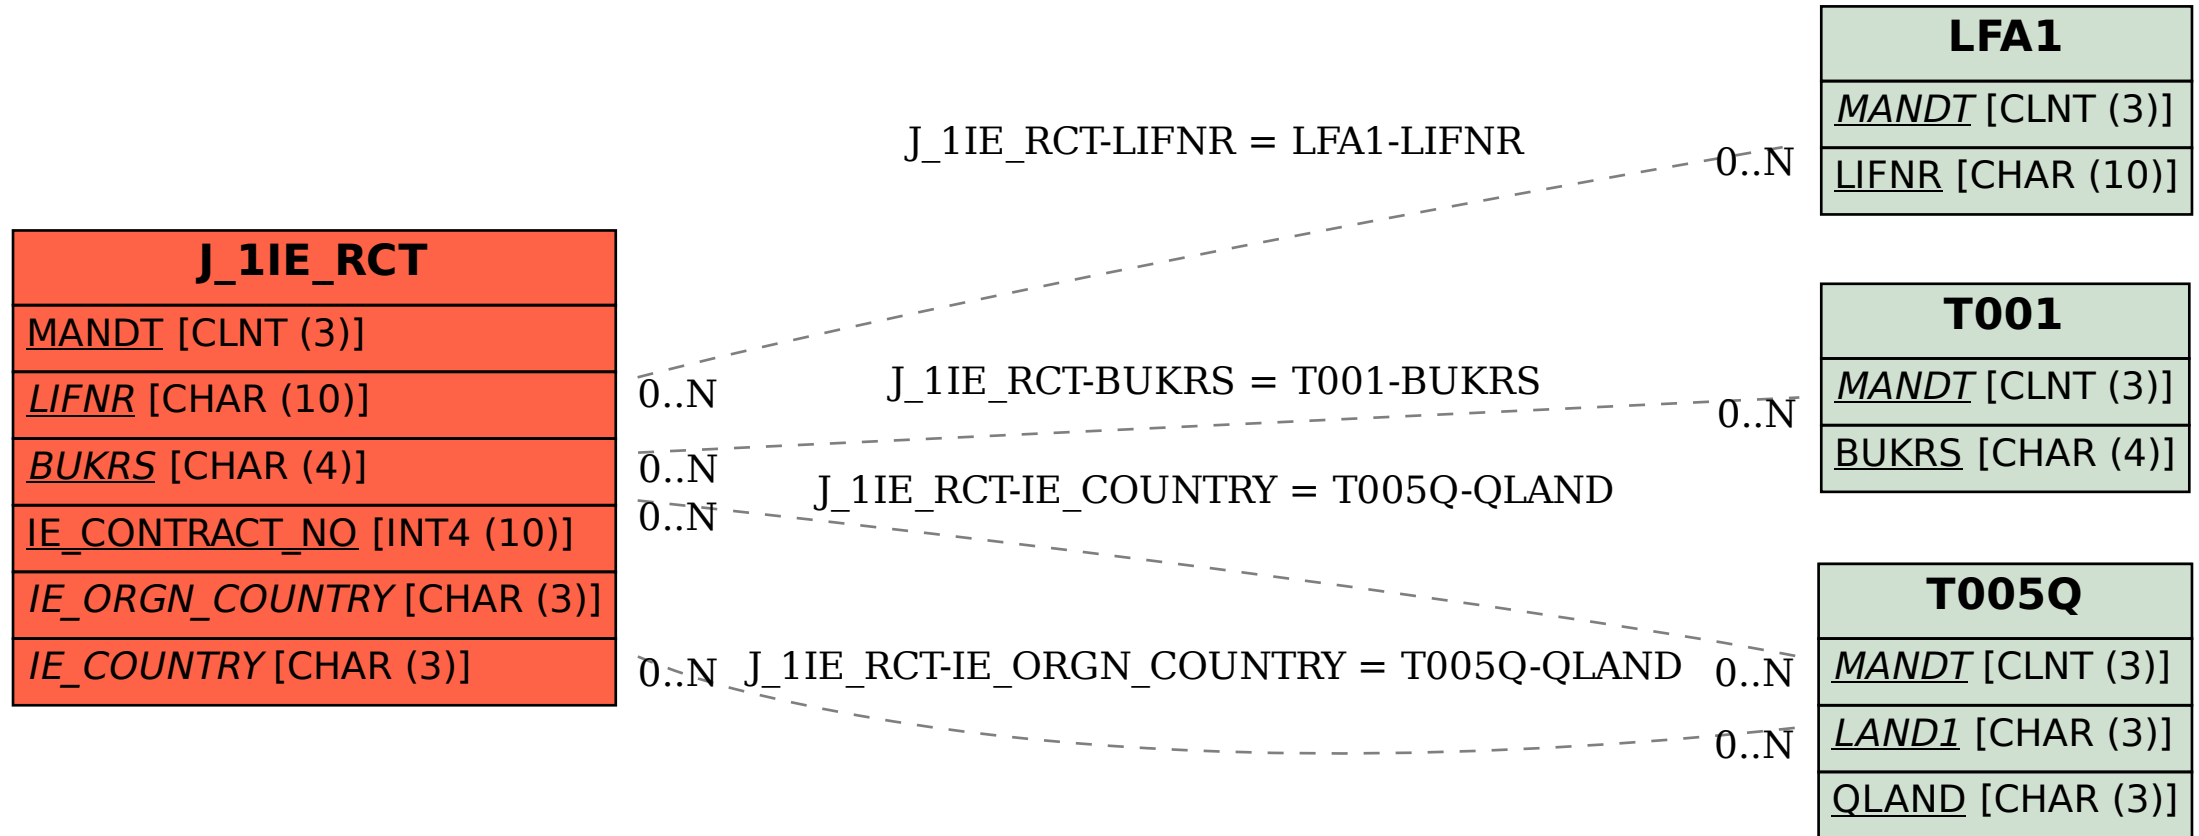 J_1IE_RCT
MANDT [CLNT (3)]
LIFNR [CHAR (10)]
BUKRS [CHAR (4)]
IE_CONTRACT_NO [INT4 (10)]
IE_ORGN_COUNTRY [CHAR (3)]
IE_COUNTRY [CHAR (3)]
J_1IE_RCT-LIFNR = LFA1-LIFNR
0..N
0..N
J_1IE_RCT-BUKRS = T001-BUKRS
0..N
0..N
J_1IE_RCT-IE_COUNTRY = T005Q-QLAND
0..N
0..N
J_1IE_RCT-IE_ORGN_COUNTRY = T005Q-QLAND
0..N
0..N
LFA1
MANDT [CLNT (3)]
LIFNR [CHAR (10)]
T001
MANDT [CLNT (3)]
BUKRS [CHAR (4)]
T005Q
MANDT [CLNT (3)]
LAND1 [CHAR (3)]
QLAND [CHAR (3)]